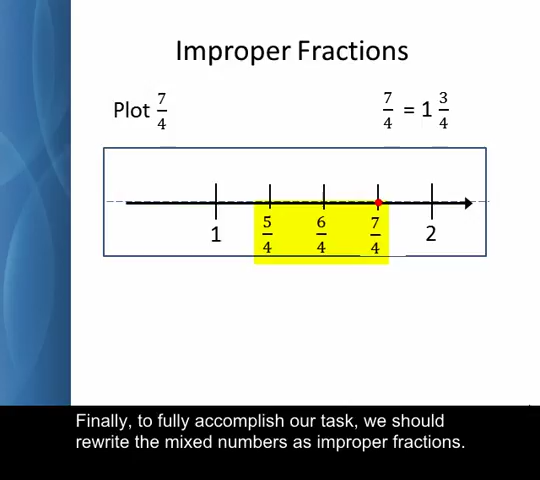 Improper Fractions
Plot 7/4
7/4 = 1 3/4
1 5/4 6/4 7/4 2
Finally, to fully accomplish our task, we should
rewrite the mixed numbers as improper fractions.